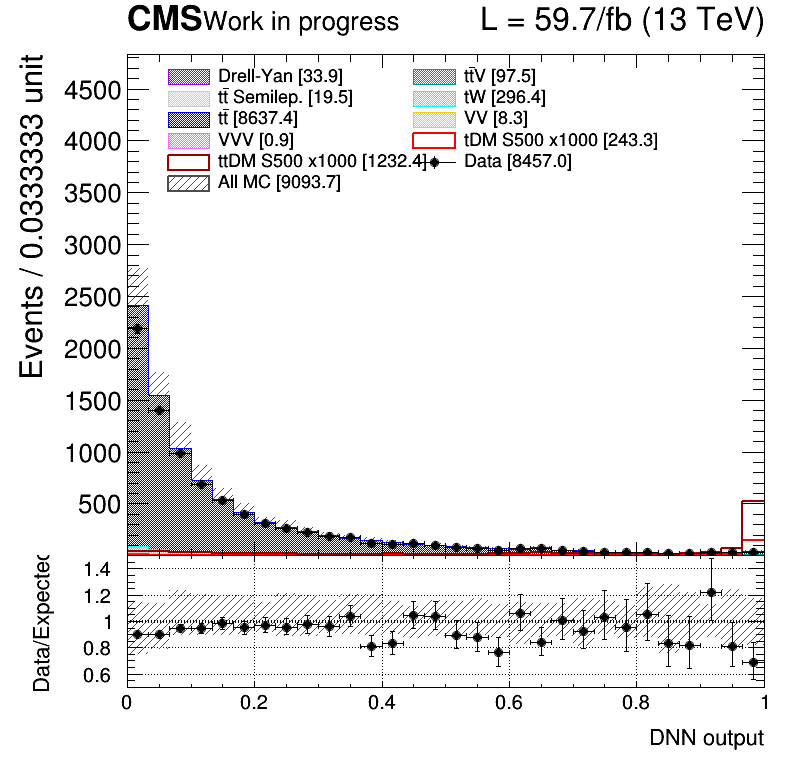 CMS Work in progress L = 59.7/fb (13 TeV)
Events / 0.0333333 unit
4500
4000
3500
3000
2500
2000
1500
1000
500
Drell-Yan [33.9] tt̄V [97.5]
tt̄ Semilep. [19.5] tW [296.4]
tt̄ [8637.4] VV [8.3]
VVV [0.9] tDM S500 x1000 [243.3]
ttDM S500 x1000 [1232.4] Data [8457.0]
All MC [9093.7]
Data/Expected
1.4
1.2
1
0.8
0.6
0 0.2 0.4 0.6 0.8 1
DNN output